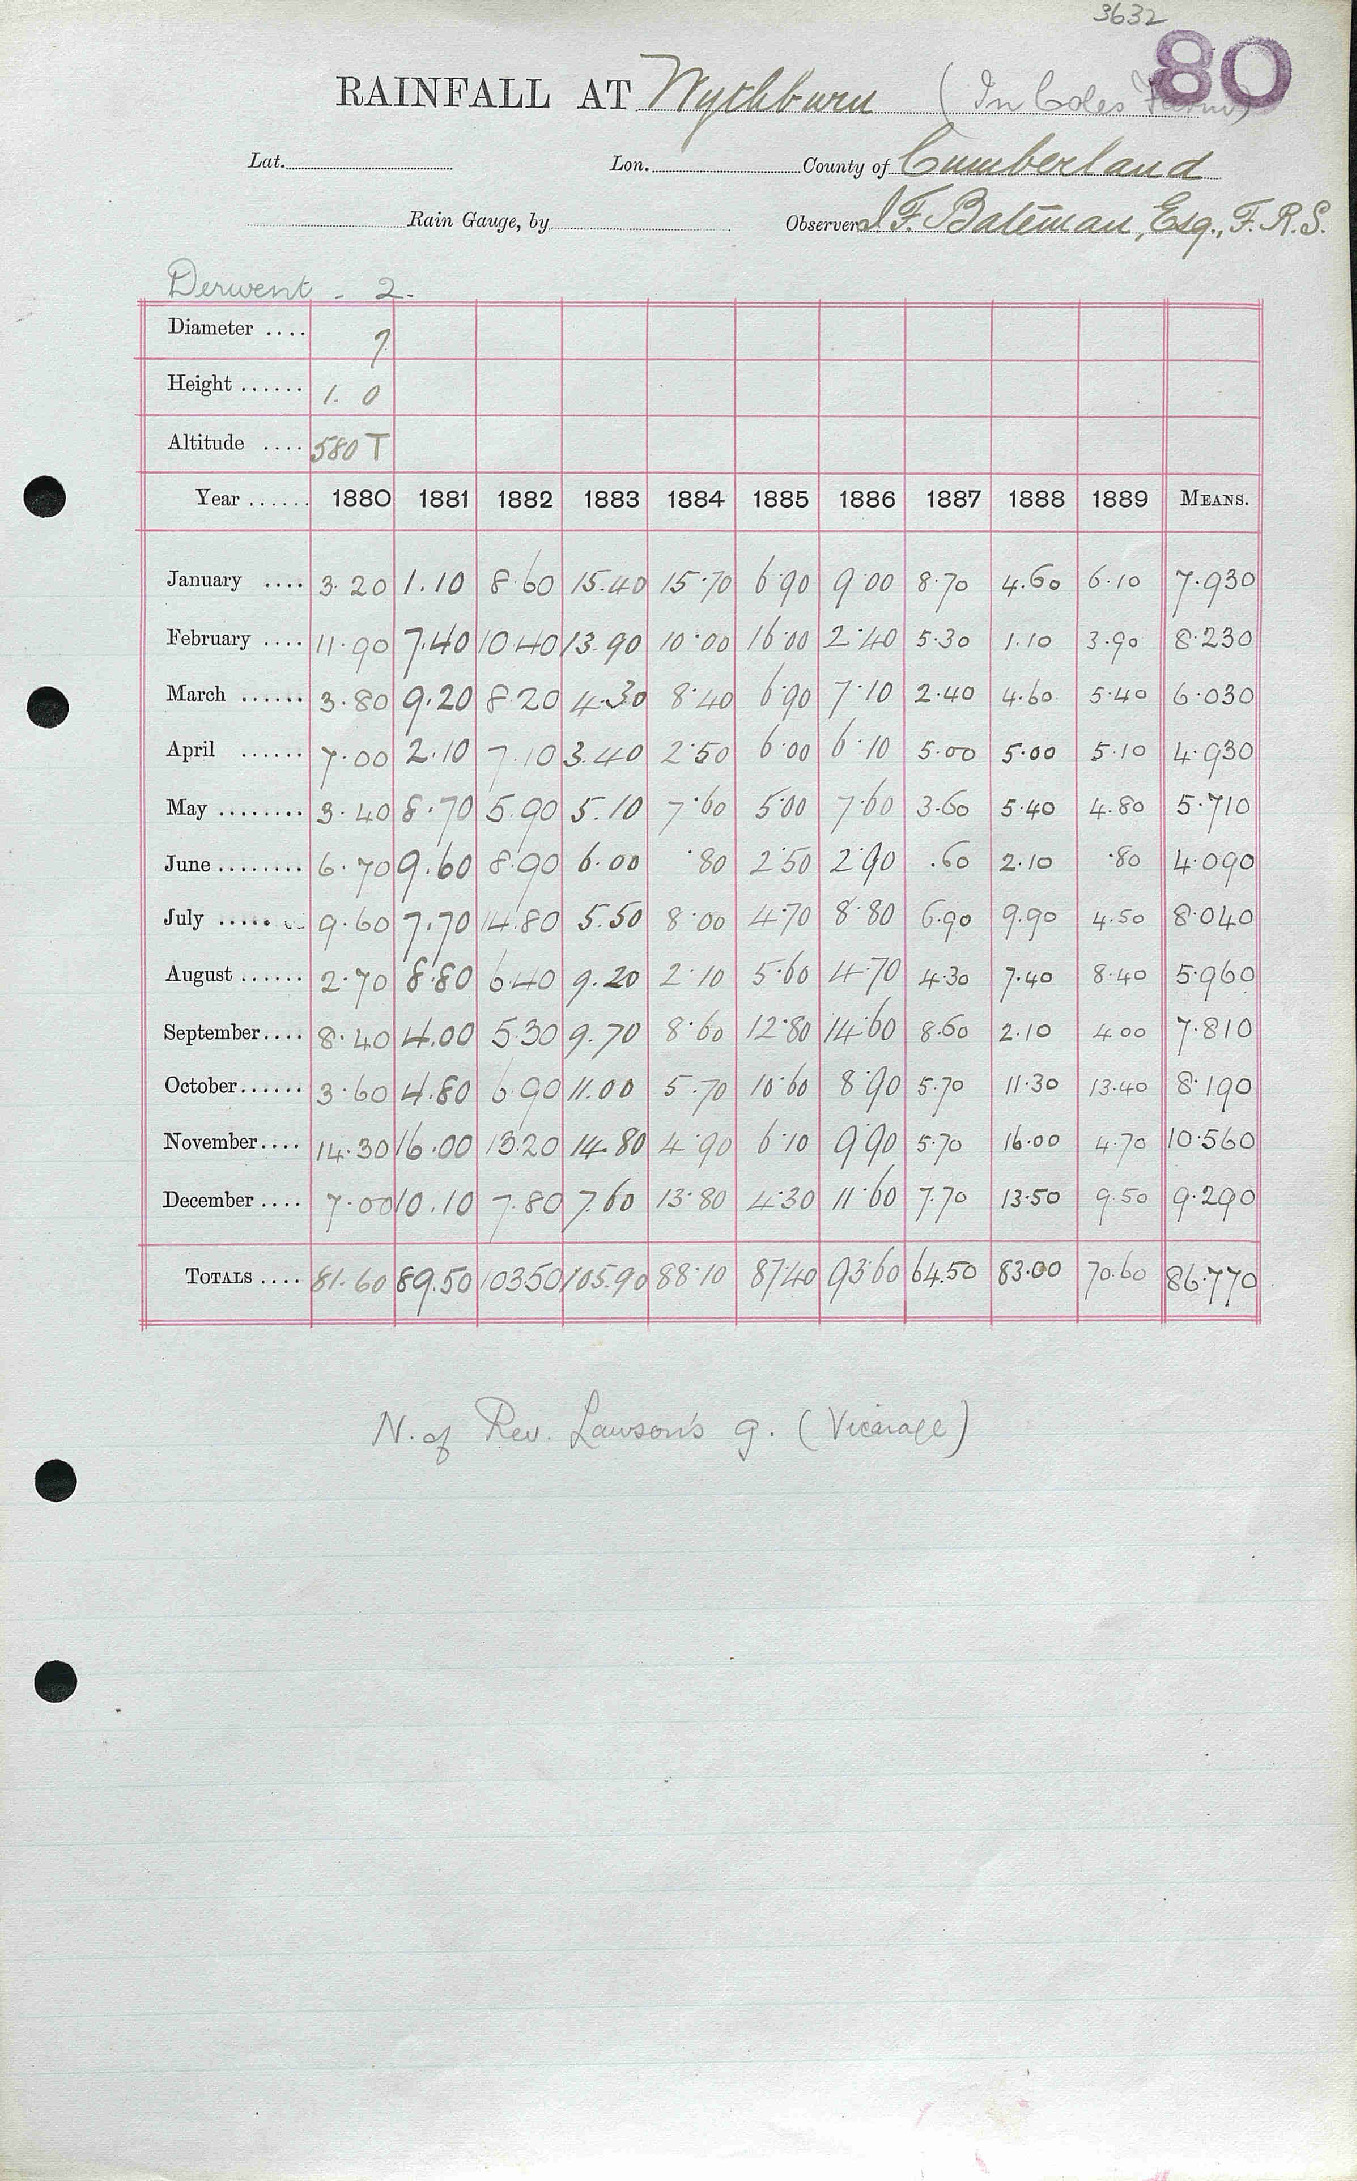 3632
80
RAINFALL AT Wythburn (In Coles Farm)
Lat. Lon. County of Cumberland
Rain Gauge, by Observer J F. Bateman, Esq., F.R.S.
Derwent - 2.
Diameter .... ?
Height ...... 1. 0
Altitude .... 580 T
Year ...... 1880 1881 1882 1883 1884 1885 1886 1887 1888 1889 MEANS.
January .... 3.20 1.10 8.60 15.40 15.70 6.90 9.00 8.70 4.60 6.10 7.930
February .... 11.90 7.40 10.40 13.90 10.00 16.00 2.40 5.30 1.10 3.90 8.230
March ...... 3.80 9.20 8.20 4.30 8.40 6.90 7.10 2.40 4.60 5.40 6.030
April ...... 7.00 2.10 7.10 3.40 2.50 6.00 6.10 5.00 5.00 5.10 4.930
May ........ 3.40 8.70 5.90 5.10 7.60 5.00 7.60 3.60 5.40 4.80 5.710
June ........ 6.70 9.60 8.90 6.00 .80 2.50 2.90 .60 2.10 .80 4.090
July ........ 9.60 7.70 14.80 5.50 8.00 4.70 8.80 6.90 9.90 4.50 8.040
August ...... 2.70 8.80 6.40 9.20 2.10 5.60 4.70 4.30 7.40 8.40 5.960
September.... 8.40 4.00 5.30 9.70 8.60 12.80 14.60 8.60 2.10 4.00 7.810
October...... 3.60 4.80 6.90 11.00 5.70 10.60 8.90 5.70 11.30 13.40 8.190
November.... 14.30 16.00 13.20 14.80 4.90 6.10 9.90 5.70 16.00 4.70 10.560
December .... 7.00 10.10 7.80 7.60 13.80 4.30 11.60 7.70 13.50 9.50 9.290
TOTALS .... 81.60 89.50 103.50 105.90 88.10 87.40 93.60 64.50 83.00 70.60 86.770
N. of Rev. Lawson's g. (Vicarage)